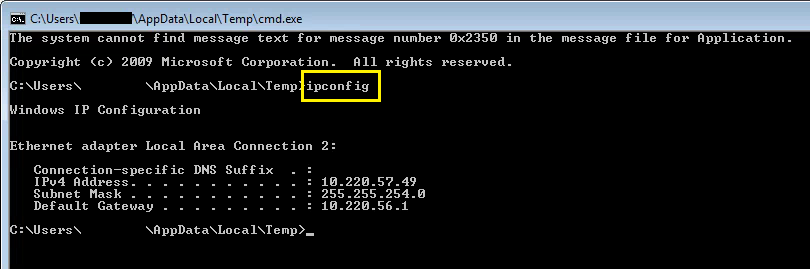 C:\Users\ \AppData\Local\Temp\cmd.exe
The system cannot find message text for message number 0x2350 in the message file for Application.
Copyright (c) 2009 Microsoft Corporation.  All rights reserved.
C:\Users\ \AppData\Local\Temp>ipconfig
Windows IP Configuration
Ethernet adapter Local Area Connection 2:
Connection-specific DNS Suffix  . :
IPv4 Address. . . . . . . . . . . : 10.220.57.49
Subnet Mask . . . . . . . . . . . : 255.255.254.0
Default Gateway . . . . . . . . . : 10.220.56.1
C:\Users\ \AppData\Local\Temp>_